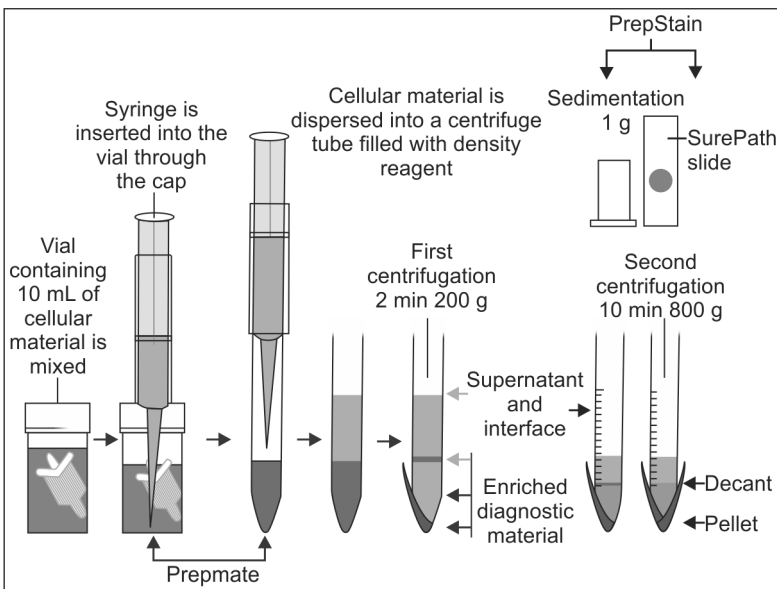 PrepStain
Syringe is
inserted into the
vial through
the cap
Cellular material is
dispersed into a centrifuge
tube filled with density
reagent
Sedimentation
1 g
SurePath
slide
Vial
containing
10 mL of
cellular
material is
mixed
First
centrifugation
2 min 200 g
Second
centrifugation
10 min 800 g
Supernatant
and
interface
Enriched
diagnostic
material
Decant
Pellet
Prepmate